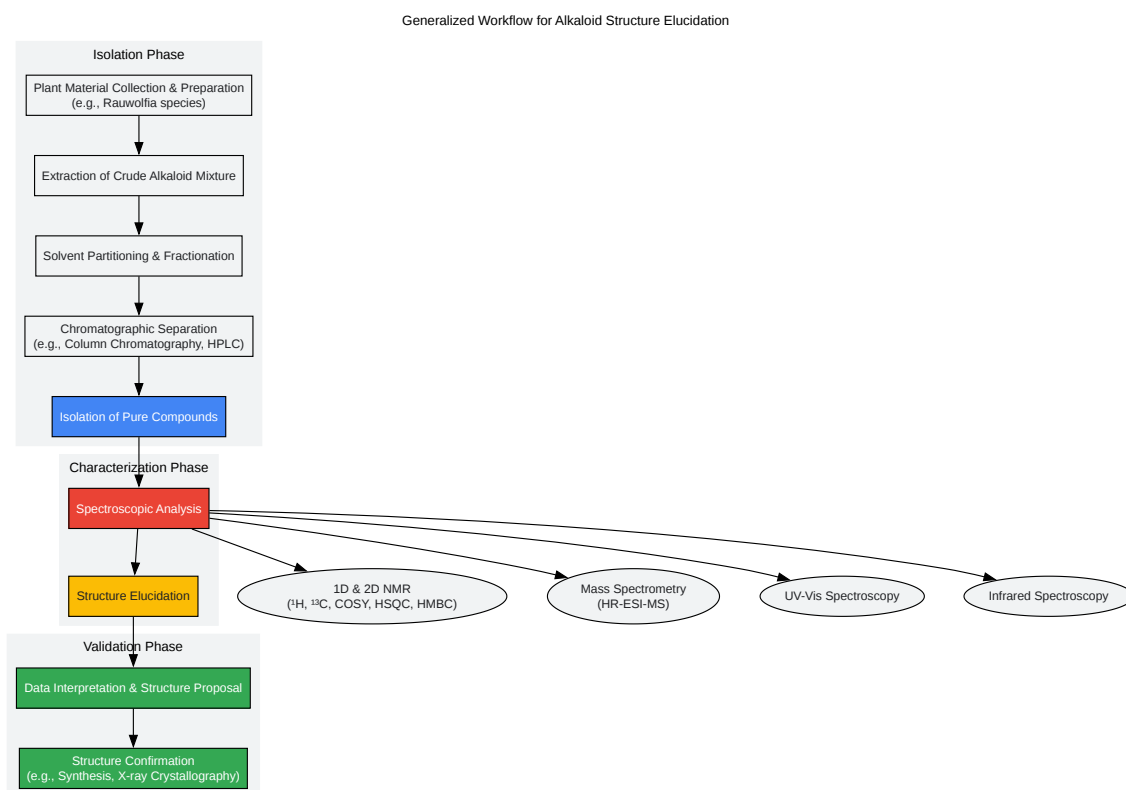 Generalized Workflow for Alkaloid Structure Elucidation
Isolation Phase
Plant Material Collection & Preparation
(e.g., Rauwolfia species)
Extraction of Crude Alkaloid Mixture
Solvent Partitioning & Fractionation
Chromatographic Separation
(e.g., Column Chromatography, HPLC)
Isolation of Pure Compounds
Characterization Phase
Spectroscopic Analysis
Structure Elucidation
1D & 2D NMR
(¹H, ¹³C, COSY, HSQC, HMBC)
Mass Spectrometry
(HR-ESI-MS)
UV-Vis Spectroscopy
Infrared Spectroscopy
Validation Phase
Data Interpretation & Structure Proposal
Structure Confirmation
(e.g., Synthesis, X-ray Crystallography)